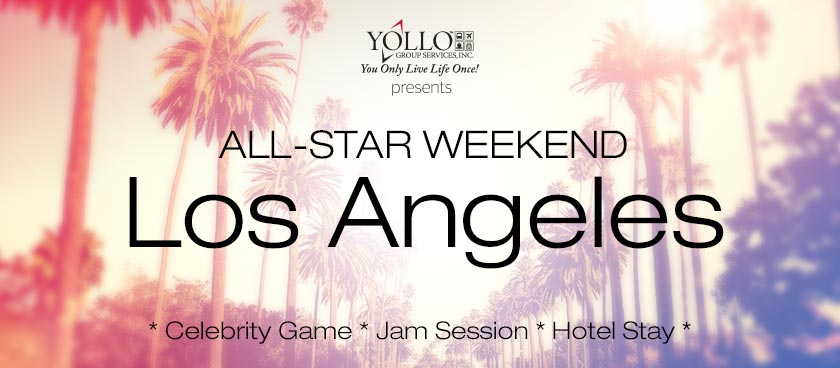 YOLLO
GROUP SERVICES, INC.
You Only Live Life Once!
presents
ALL-STAR WEEKEND
Los Angeles
* Celebrity Game * Jam Session * Hotel Stay *